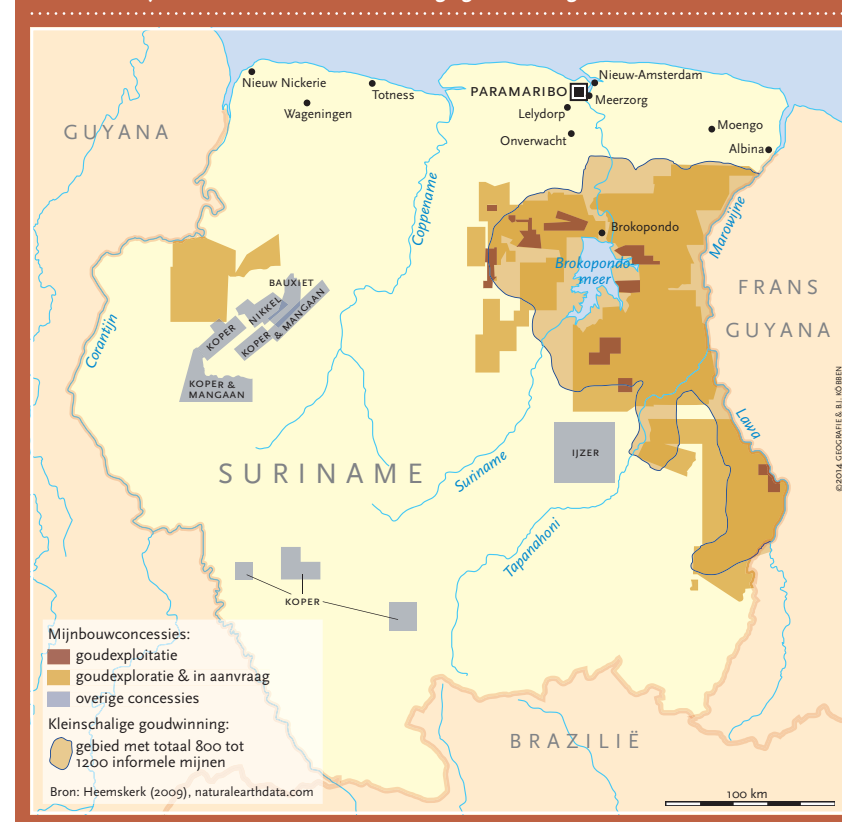 Nieuw Nickerie
Wageningen
Totness
PARAMARIBO
Nieuw-Amsterdam
Meerzorg
Lelydorp
Onverwacht
Moengo
Albina
GUYANA
Coppename
Marowijne
Brokopondo
Brokopondo-
meer
FRANS
GUYANA
Corantijn
BAUXIET
NIKKEL
KOPER
KOPER
& MANGAAN
KOPER &
MANGAAN
Lawa
SURINAME
Suriname
IJZER
Tapanahoni
KOPER
©2014 GEOGRAFIE & B.J. KÖBBEN
Mijnbouwconcessies:
goudexploitatie
goudexploratie & in aanvraag
overige concessies
Kleinschalige goudwinning:
gebied met totaal 800 tot
1200 informele mijnen
Bron: Heemskerk (2009), naturalearthdata.com
BRAZILIË
100 km